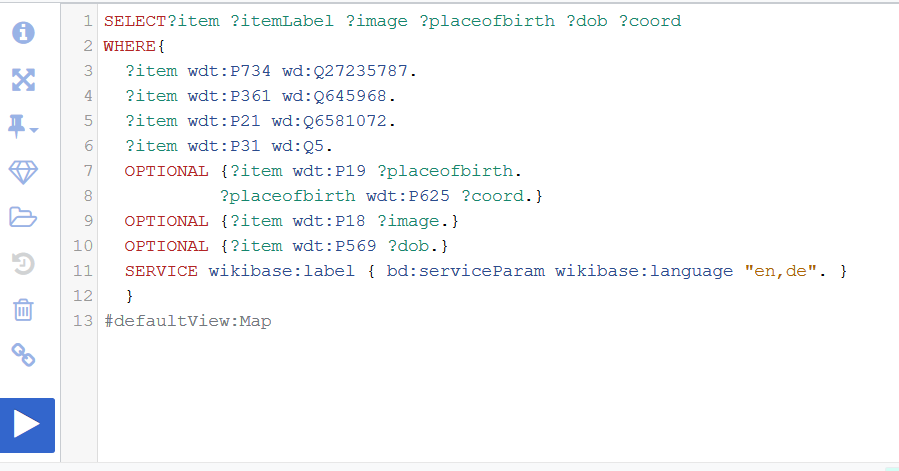 1 SELECT?item ?itemLabel ?image ?placeofbirth ?dob ?coord
2 WHERE{
3 ?item wdt:P734 wd:Q27235787.
4 ?item wdt:P361 wd:Q645968.
5 ?item wdt:P21 wd:Q6581072.
6 ?item wdt:P31 wd:Q5.
7 OPTIONAL {?item wdt:P19 ?placeofbirth.
8 ?placeofbirth wdt:P625 ?coord.}
9 OPTIONAL {?item wdt:P18 ?image.}
10 OPTIONAL {?item wdt:P569 ?dob.}
11 SERVICE wikibase:label { bd:serviceParam wikibase:language "en,de". }
12 }
13 #defaultView:Map